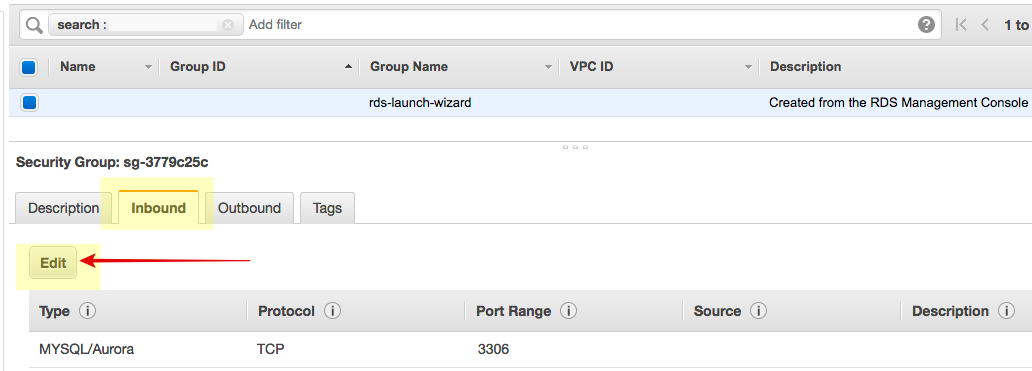 search : Add filter ? 1 to
Name Group ID Group Name VPC ID Description
rds-launch-wizard Created from the RDS Management Console
Security Group: sg-3779c25c
Description Inbound Outbound Tags
Edit
Type i Protocol i Port Range i Source i Description i
MYSQL/Aurora TCP 3306